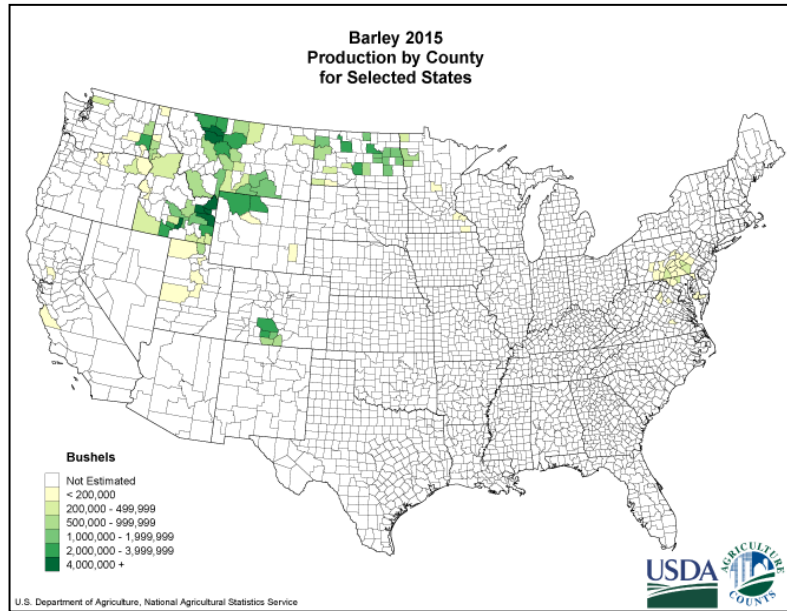 Barley 2015
Production by County
for Selected States
Bushels
Not Estimated
< 200,000
200,000 - 499,999
500,000 - 999,999
1,000,000 - 1,999,999
2,000,000 - 3,999,999
4,000,000 +
U.S. Department of Agriculture, National Agricultural Statistics Service
USDA
AGRICULTURE
COUNTS